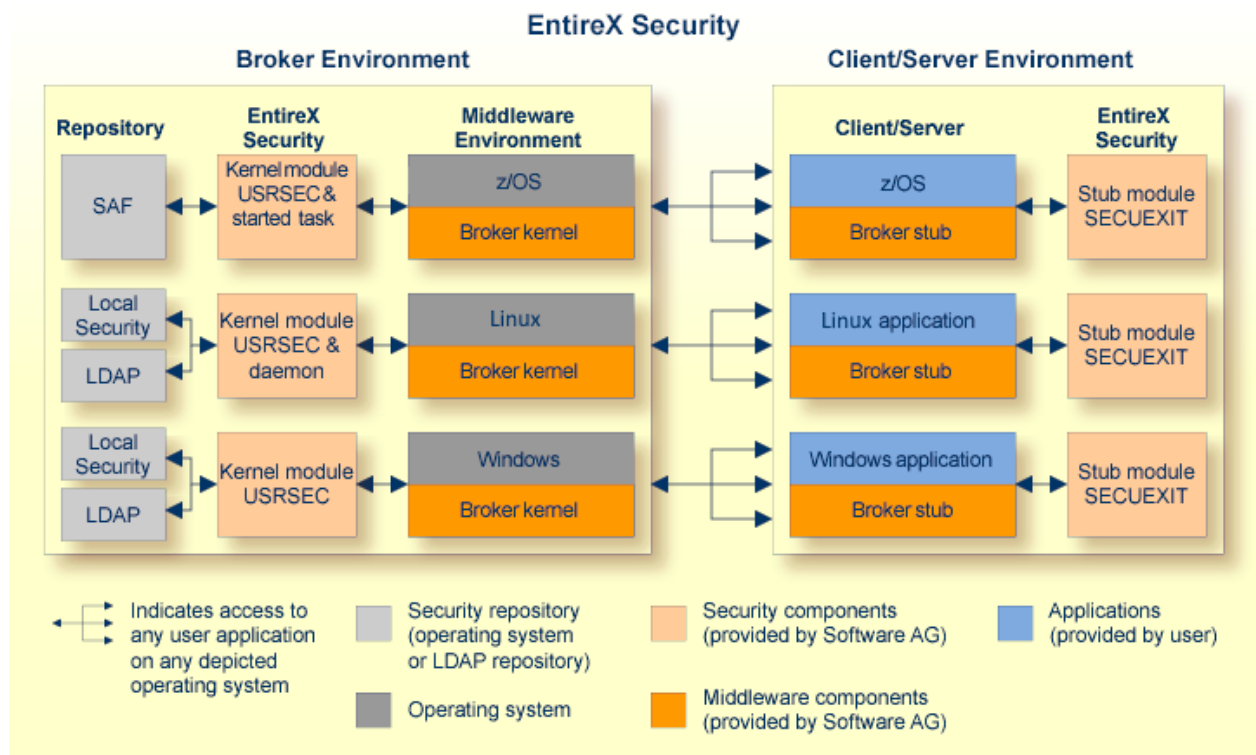 EntireX Security
Broker Environment
Client/Server Environment
Repository
EntireX
Security
Middleware
Environment
Client/Server
EntireX
Security
SAF
Kernel module
USRSEC &
started task
z/OS
Broker kernel
z/OS
Broker stub
Stub module
SECUEXIT
Local
Security
LDAP
Kernel module
USRSEC &
daemon
Linux
Broker kernel
Linux application
Broker stub
Stub module
SECUEXIT
Local
Security
LDAP
Kernel module
USRSEC
Windows
Broker kernel
Windows application
Broker stub
Stub module
SECUEXIT
Indicates access to
any user application
on any depicted
operating system
Security repository
(operating system
or LDAP repository)
Operating system
Security components
(provided by Software AG)
Middleware components
(provided by Software AG)
Applications
(provided by user)